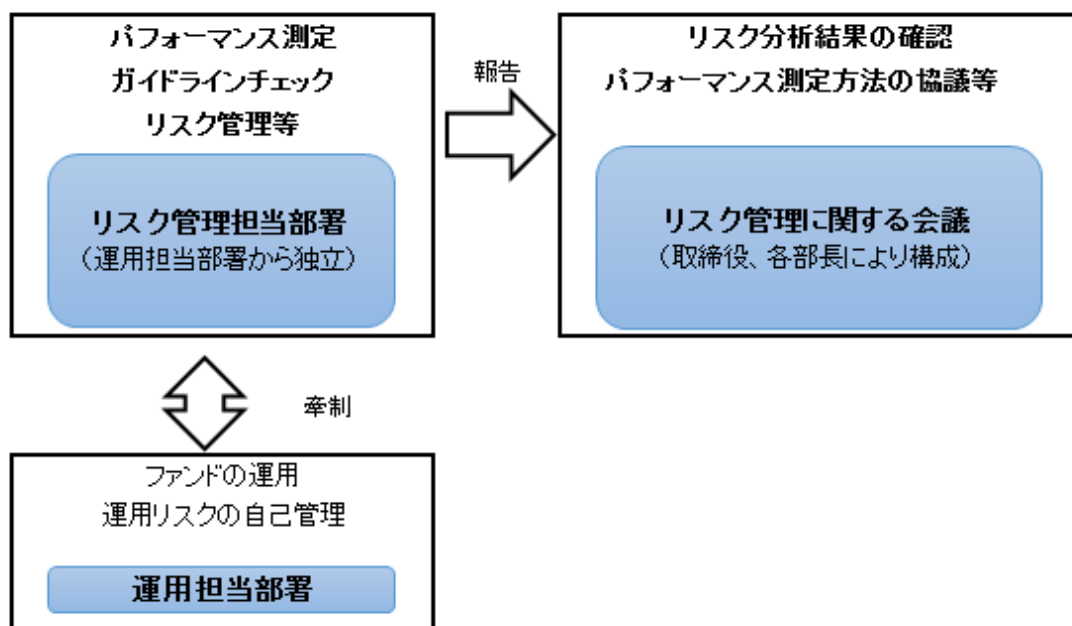 パフォーマンス測定
ガイドラインチェック
リスク管理等
リスク管理担当部署
（運用担当部署から独立）
報告
リスク分析結果の確認
パフォーマンス測定方法の協議等
リスク管理に関する会議
（取締役、各部長により構成）
牽制
ファンドの運用
運用リスクの自己管理
運用担当部署